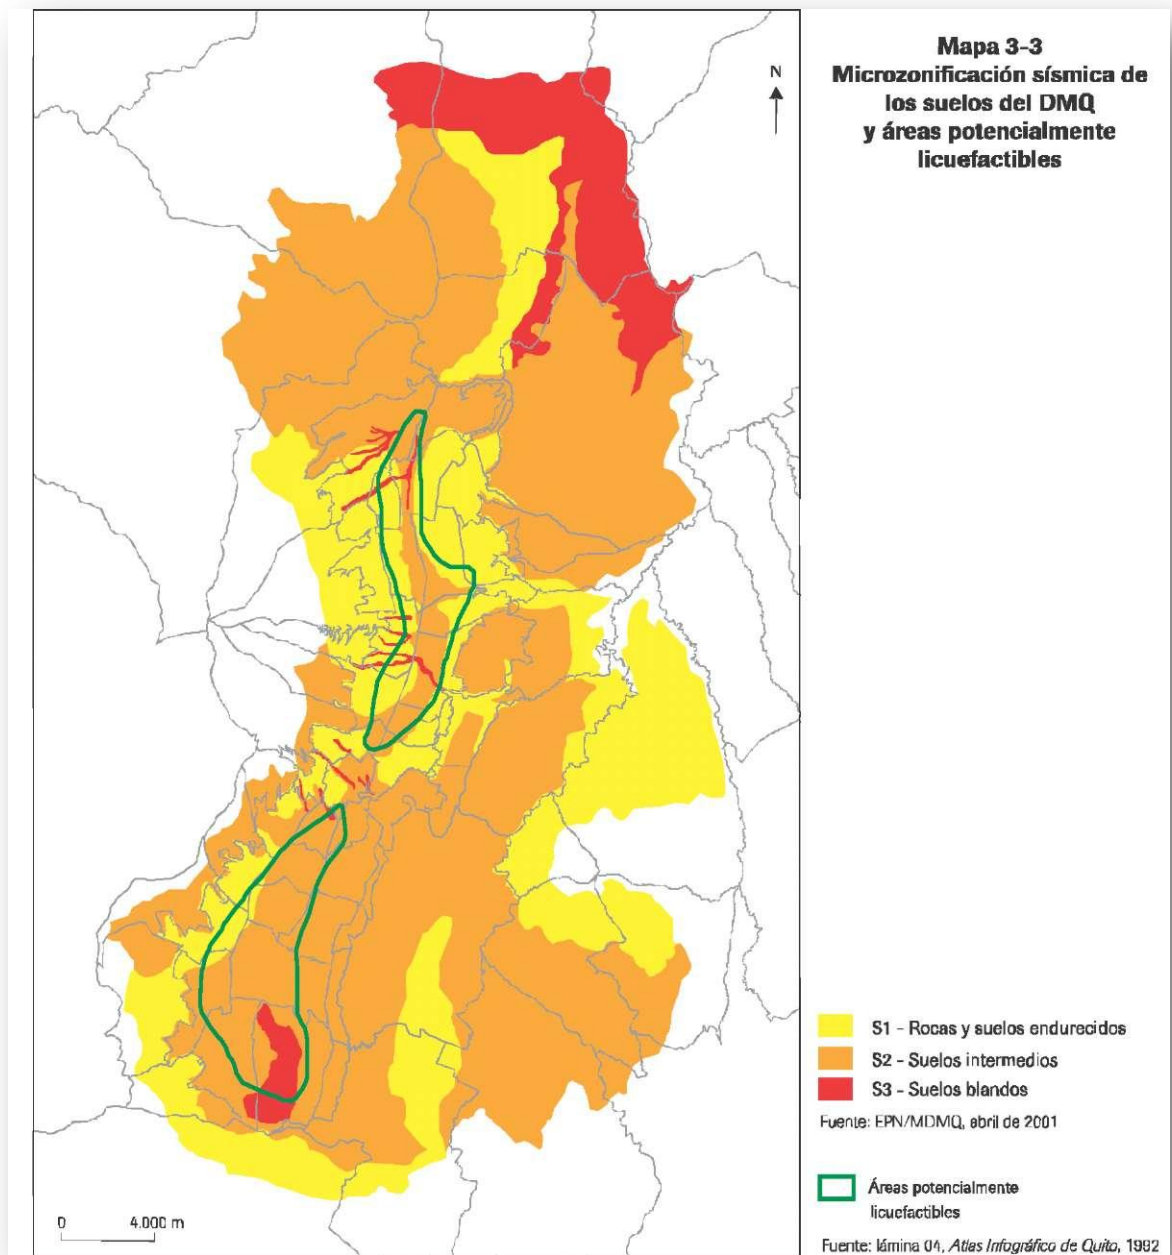 Mapa 3-3
Microzonificación sísmica de
los suelos del DMQ
y áreas potencialmente
licuefactibles
N
S1 - Rocas y suelos endurecidos
S2 - Suelos intermedios
S3 - Suelos blandos
Fuente: EPN/MDMQ, abril de 2001
Áreas potencialmente
licuefactibles
Fuente: lámina 04, Atlas Infográfico de Quito, 1992
0 4.000 m